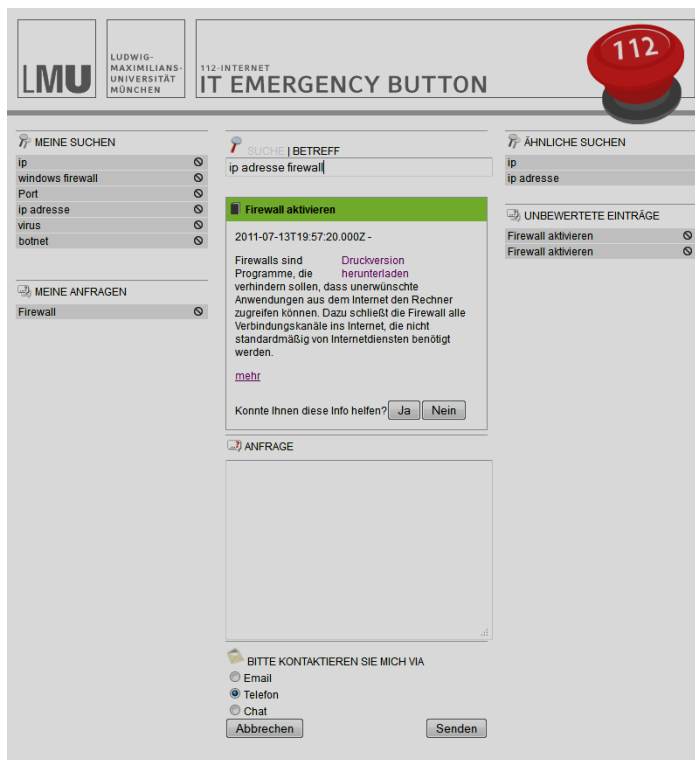 LMU
LUDWIG-
MAXIMILIANS-
UNIVERSITÄT
MÜNCHEN
112-INTERNET
IT EMERGENCY BUTTON
112
MEINE SUCHEN
ip
windows firewall
Port
ip adresse
virus
botnet
MEINE ANFRAGEN
Firewall
SUCHE | BETREFF
ip adresse firewall
Firewall aktivieren
2011-07-13T19:57:20.000Z -
Firewalls sind Druckversion
Programme, die herunterladen
verhindern sollen, dass unerwünschte
Anwendungen aus dem Internet den Rechner
zugreifen können. Dazu schließt die Firewall alle
Verbindungskanäle ins Internet, die nicht
standardmäßig von Internetdiensten benötigt
werden.
mehr
Konnte Ihnen diese Info helfen? Ja Nein
ANFRAGE
BITTE KONTAKTIEREN SIE MICH VIA
Email
Telefon
Chat
Abbrechen Senden
ÄHNLICHE SUCHEN
ip
ip adresse
UNBEWERTETE EINTRÄGE
Firewall aktivieren
Firewall aktivieren